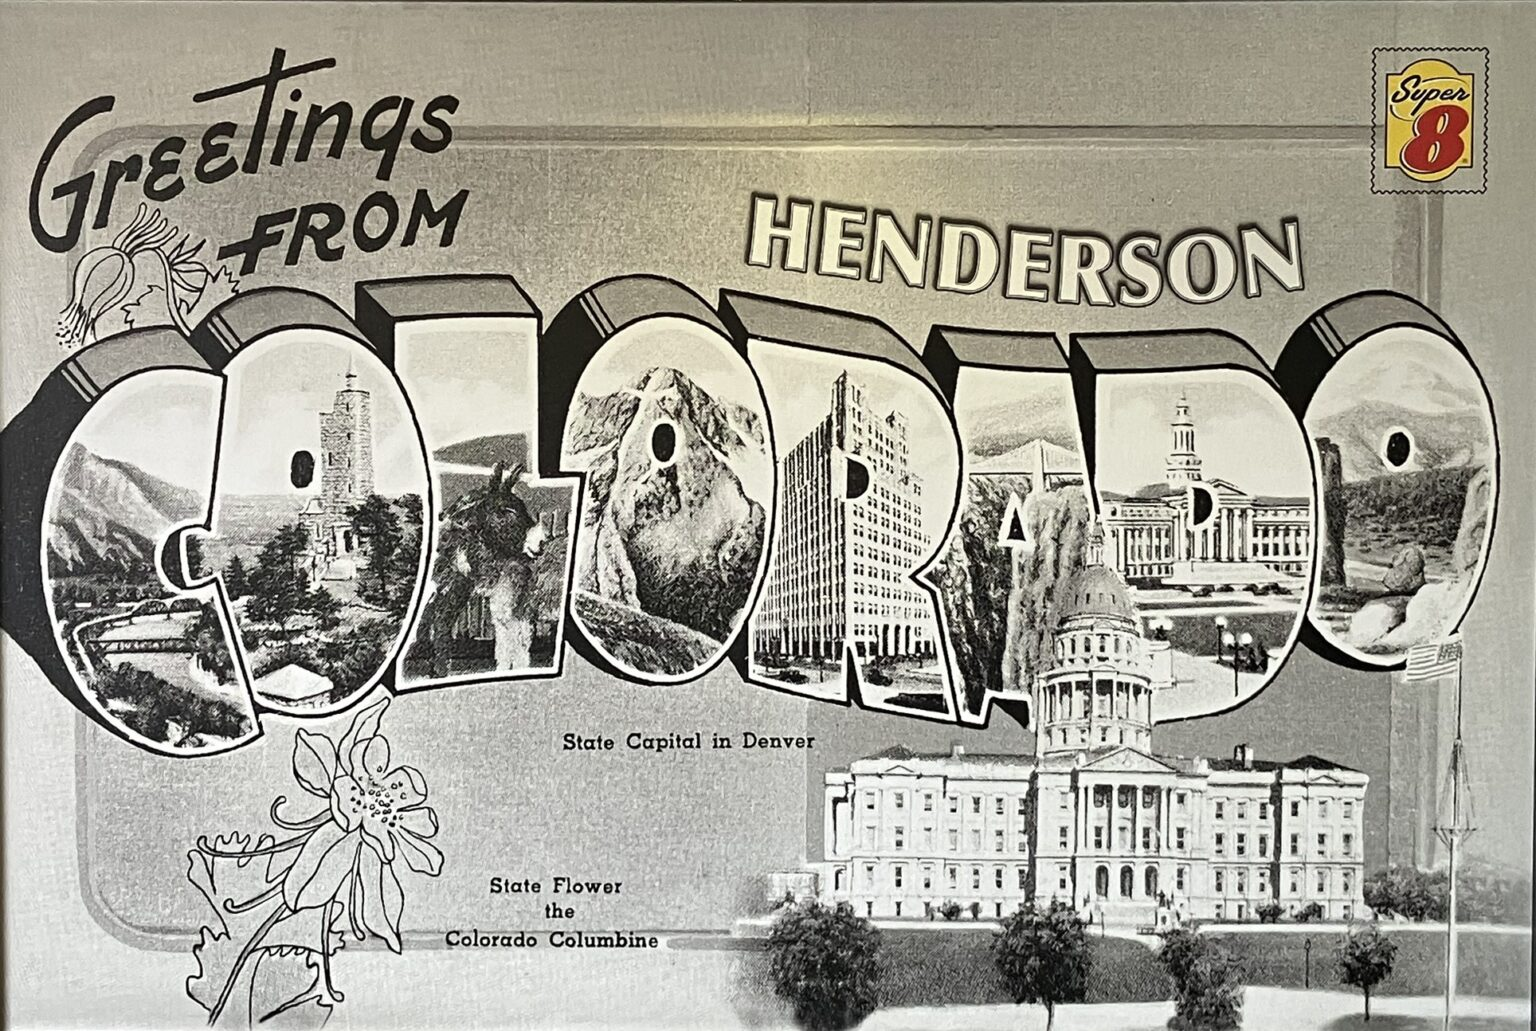 Greetings
FROM
Super
8
HENDERSON
COLORADO
State Capital in Denver
State Flower
the
Colorado Columbine